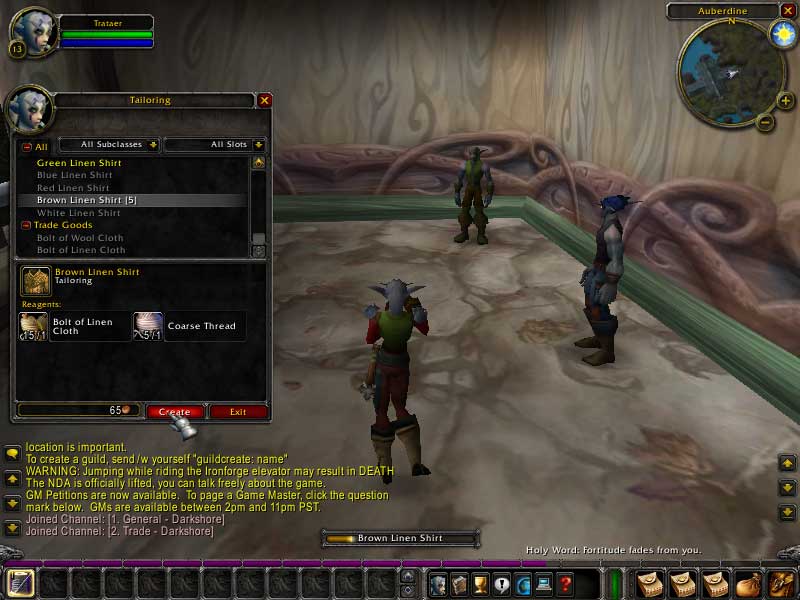 Trataer
13
Auberdine
N
Tailoring
All
All Subclasses
All Slots
Green Linen Shirt
Blue Linen Shirt
Red Linen Shirt
Brown Linen Shirt [5]
White Linen Shirt
Trade Goods
Bolt of Wool Cloth
Bolt of Linen Cloth
Brown Linen Shirt
Tailoring
Reagents:
15/1
Bolt of Linen
Cloth
5/1
Coarse Thread
65
Create
Exit
location is important.
To create a guild, send /w yourself "guildcreate: name"
WARNING: Jumping while riding the Ironforge elevator may result in DEATH
The NDA is officially lifted, you can talk freely about the game.
GM Petitions are now available. To page a Game Master, click the question
mark below. GMs are available between 2pm and 11pm PST.
Joined Channel: [1. General - Darkshore]
Joined Channel: [2. Trade - Darkshore]
Brown Linen Shirt
Holy Word: Fortitude fades from you.